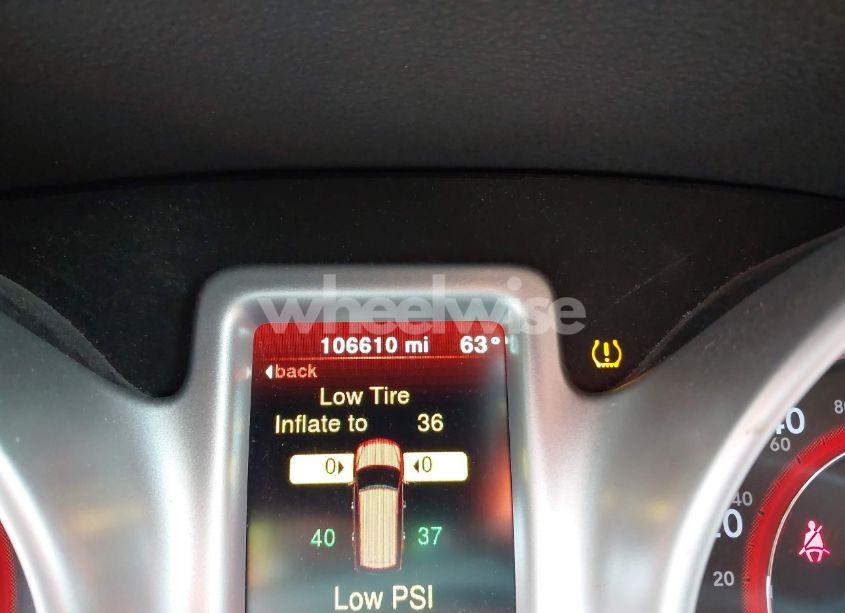 wheelwise
106610 mi 63°
back
Low Tire
Inflate to 36
0 0
40 37
Low PSI
80
40
60
40
20
20